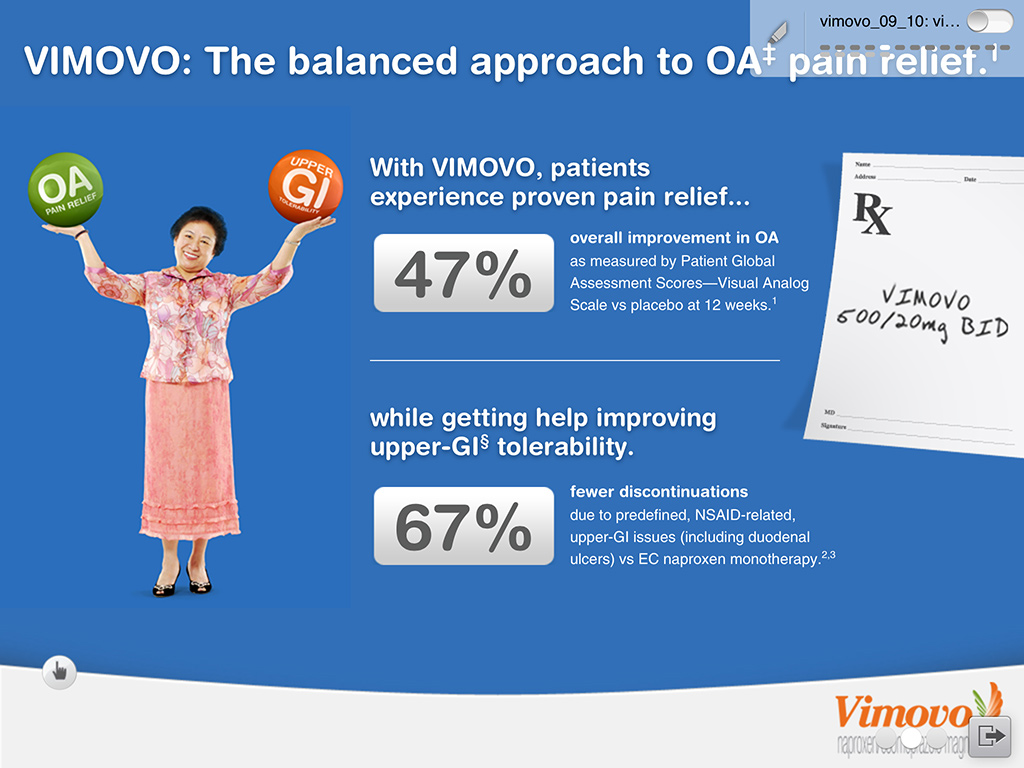 vimovo_09_10: vi...
VIMOVO: The balanced approach to OA‡ pain relief.¹
OA
PAIN RELIEF
UPPER
GI
TOLERABILITY
With VIMOVO, patients
experience proven pain relief...
47%
overall improvement in OA
as measured by Patient Global
Assessment Scores—Visual Analog
Scale vs placebo at 12 weeks.¹
Name
Address
Date
Rx
VIMOVO
500/20mg BID
MD
Signature
while getting help improving
upper-GI§ tolerability.
67%
fewer discontinuations
due to predefined, NSAID-related,
upper-GI issues (including duodenal
ulcers) vs EC naproxen monotherapy.²,³
Vimovo